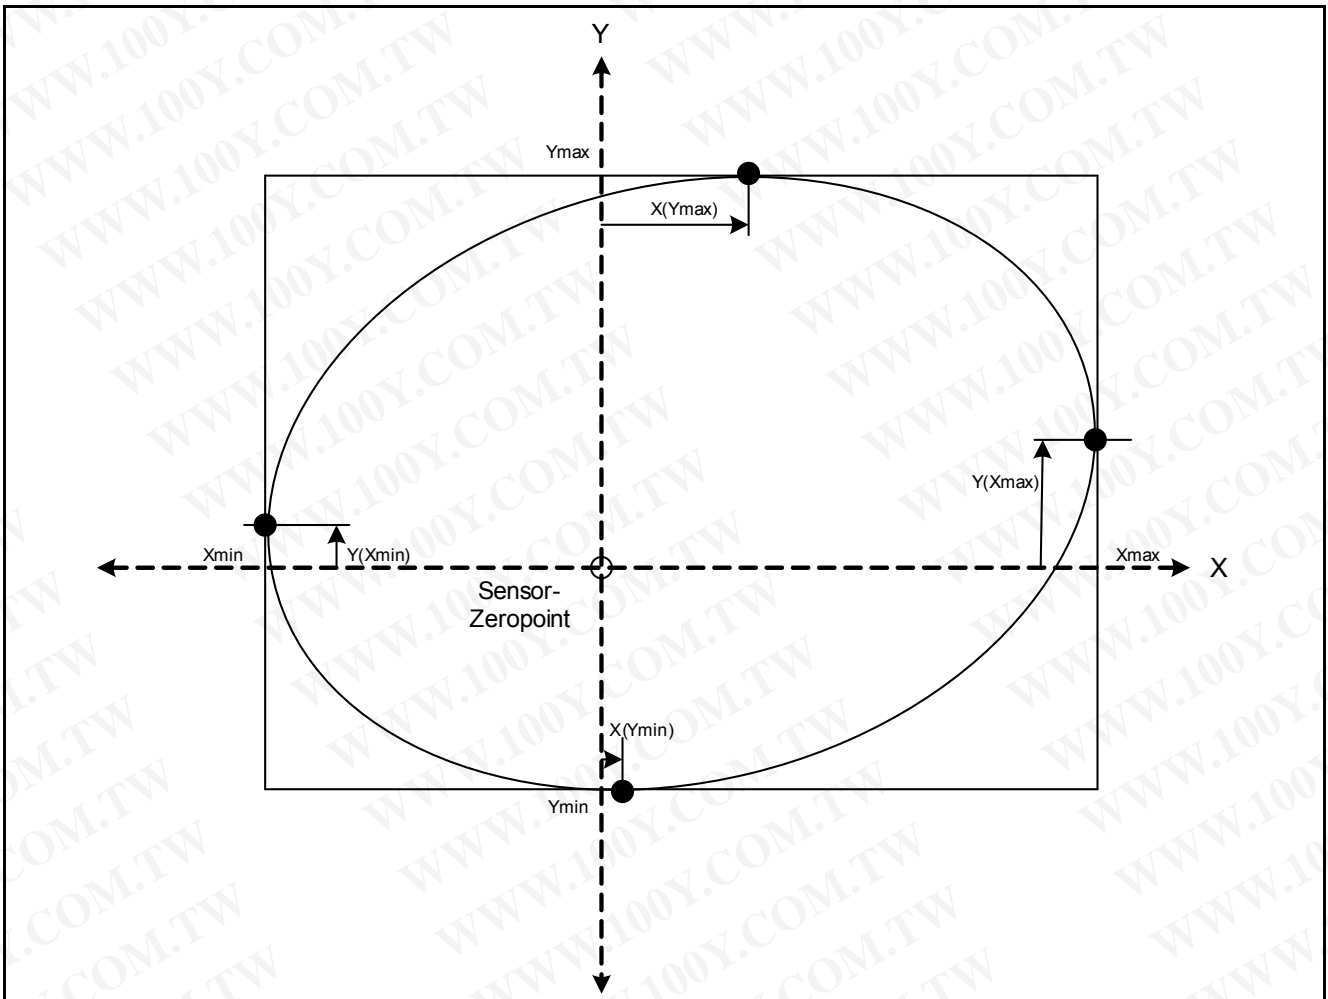 Y
Ymax
X(Ymax)
Y(Xmax)
Xmin
Y(Xmin)
Xmax
X
Sensor-
Zeropoint
X(Ymin)
Ymin
WWW.100Y.COM.TW